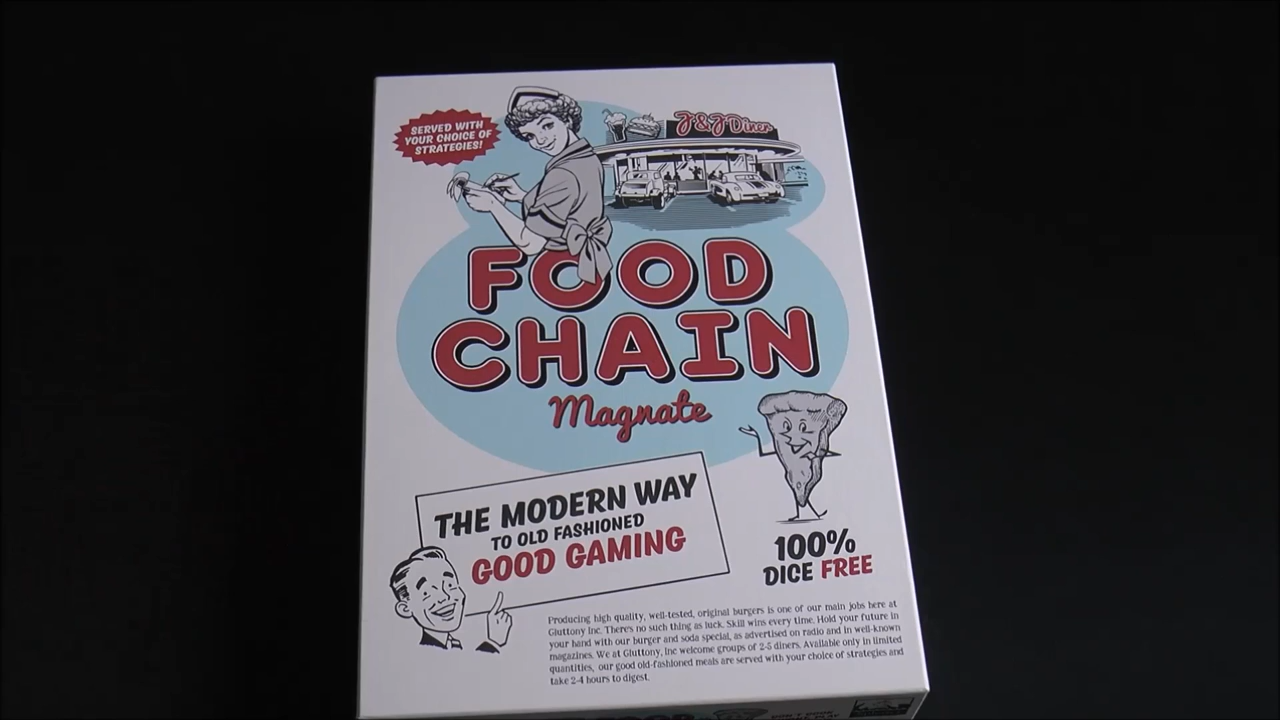 SERVED WITH
YOUR CHOICE OF
STRATEGIES!
J&J Diner
FOOD
CHAIN
Magnate
THE MODERN WAY
TO OLD FASHIONED
GOOD GAMING
100%
DICE FREE
Producing high quality, well-tested, original burgers is one of our main jobs here at
Gluttony Inc. There's no such thing as luck. Skill wins every time. Hold your future in
your hand with our burger and soda special, as advertised on radio and in well-known
magazines. We at Gluttony, Inc welcome groups of 2-5 diners. Available only in limited
quantities, our good old-fashioned meals are served with your choice of strategies and
take 2-4 hours to digest.